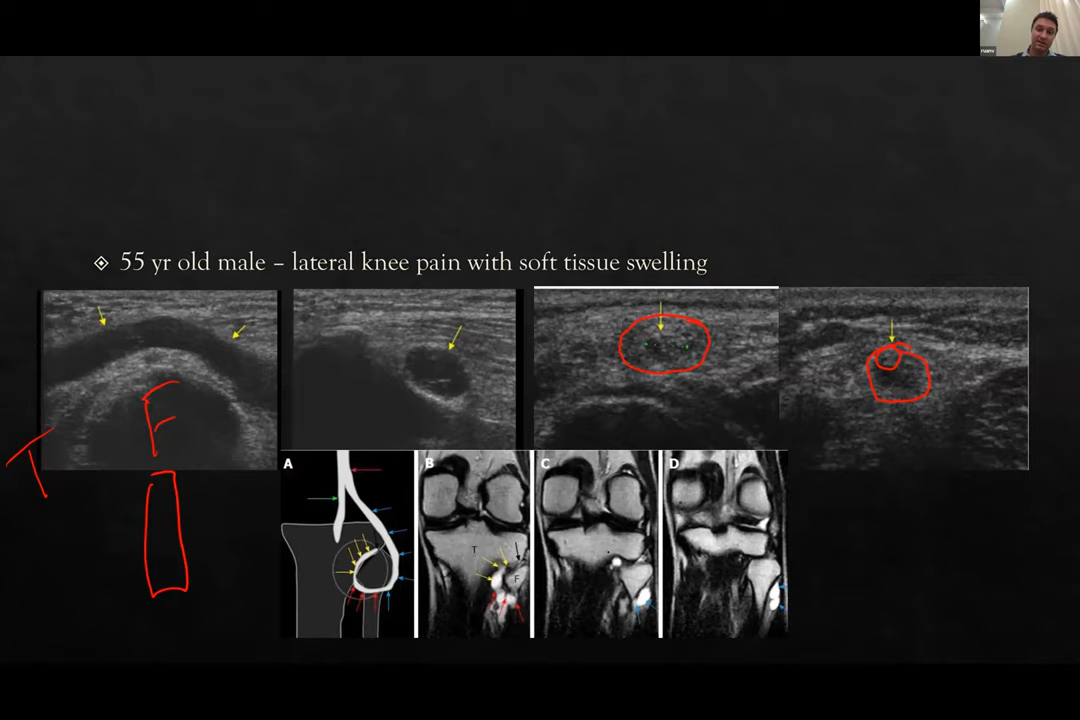 55 yr old male – lateral knee pain with soft tissue swelling
T
F
A
B
C
D
T
F